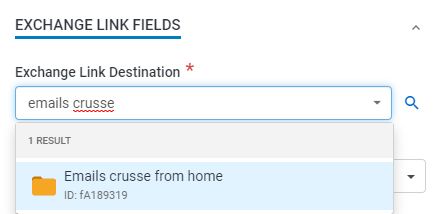 EXCHANGE LINK FIELDS
Exchange Link Destination *
emails crusse
1 RESULT
Emails crusse from home
ID: fA189319